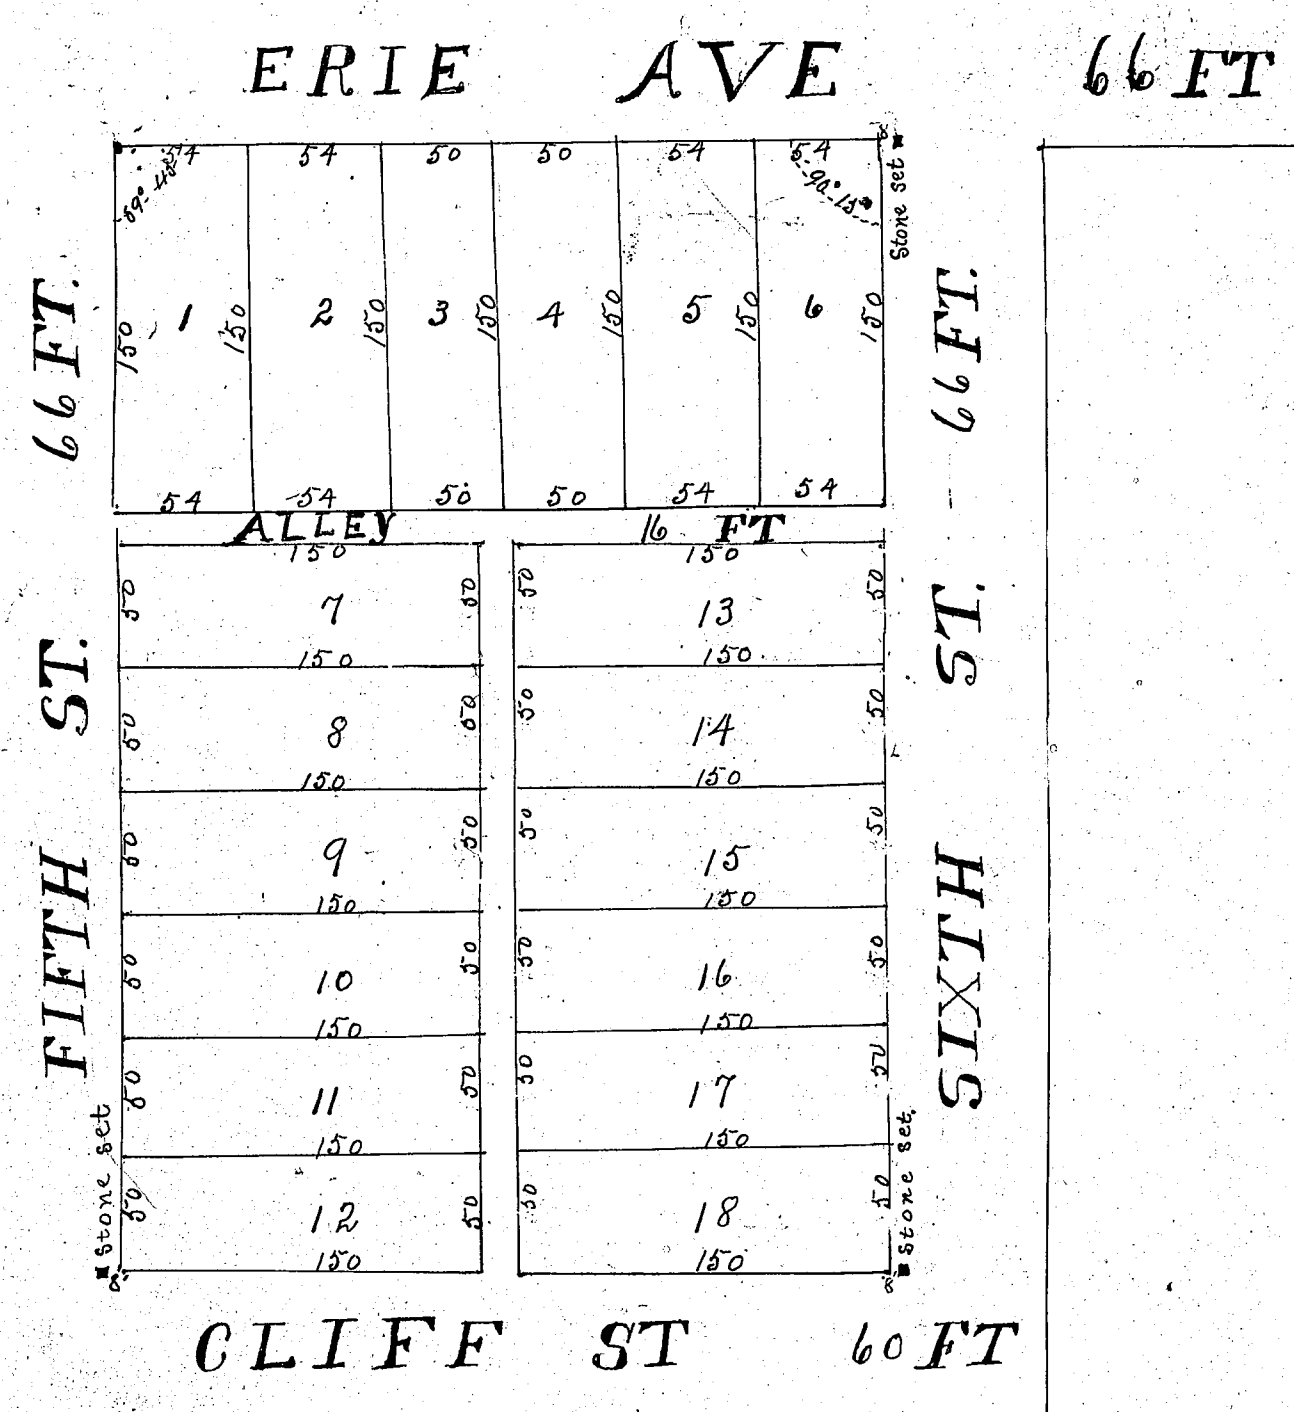 ERIE AVE 66 FT
54 54 50 50 54 54
89° 45' 90° 15'
Stone set
150 1 150 2 150 3 150 4 150 5 150 6 150
54 54 50 50 54 54
66 FT.
66 FT.
ALLEY 16 FT
150 150
50 7 50 50 13 50
150 150
50 8 50 50 14 50
150 150
50 9 50 50 15 50
150 150
50 10 50 50 16 50
150 150
50 11 50 50 17 50
150 150
50 12 50 50 18 50
150 150
FIFTH ST.
SIXTH ST.
Stone set
Stone set.
8" 8
CLIFF ST 60 FT